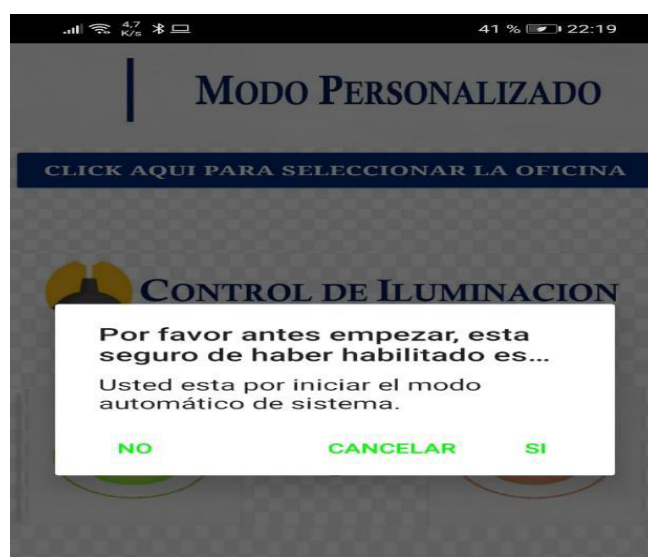 4,7
K/s
41 % 22:19
MODO PERSONALIZADO
CLICK AQUI PARA SELECCIONAR LA OFICINA
CONTROL DE ILUMINACION
Por favor antes empezar, esta
seguro de haber habilitado es...
Usted esta por iniciar el modo
automático de sistema.
NO CANCELAR SI